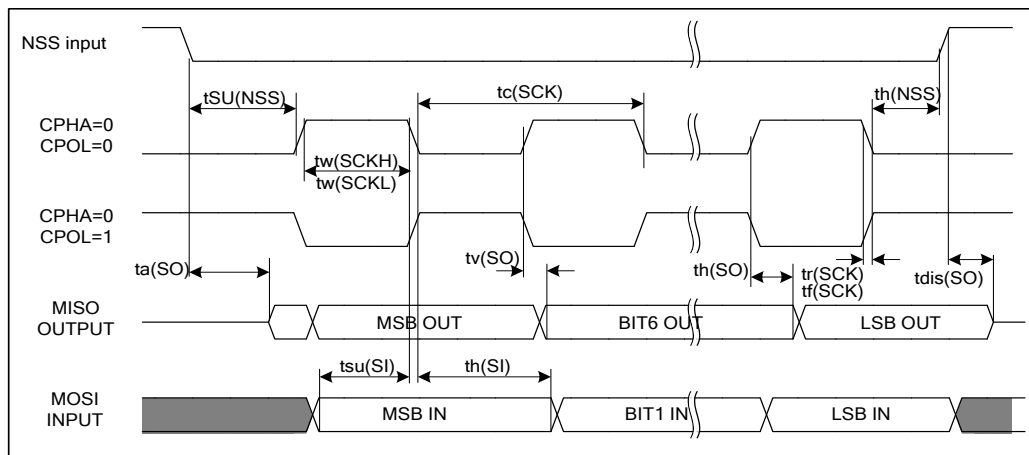 NSS input
tSU(NSS)
tc(SCK)
th(NSS)
CPHA=0
CPOL=0
tw(SCKH)
tw(SCKL)
CPHA=0
CPOL=1
ta(SO)
tv(SO)
th(SO)
tr(SCK)
tf(SCK)
tdis(SO)
MISO
OUTPUT
MSB OUT
BIT6 OUT
LSB OUT
tsu(SI)
th(SI)
MOSI
INPUT
MSB IN
BIT1 IN
LSB IN